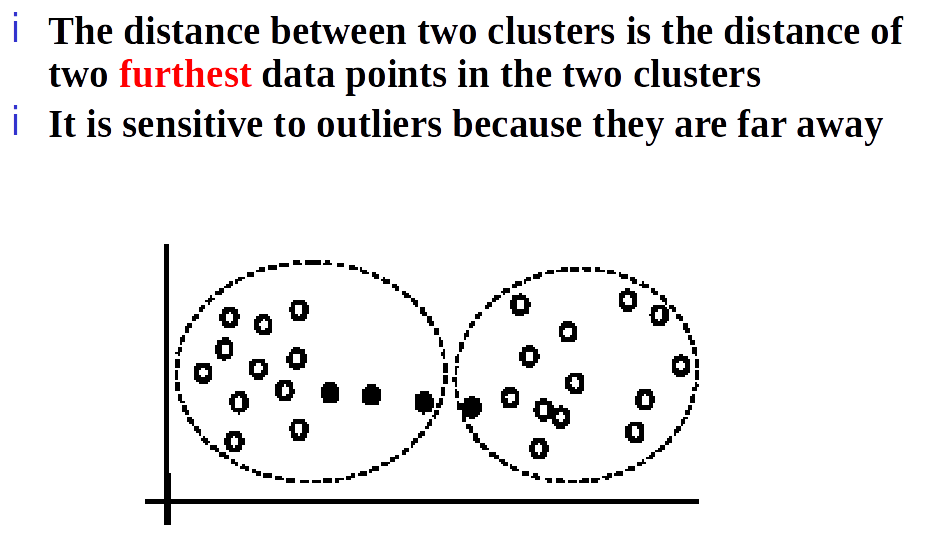 ¡ The distance between two clusters is the distance of
two furthest data points in the two clusters
¡ It is sensitive to outliers because they are far away